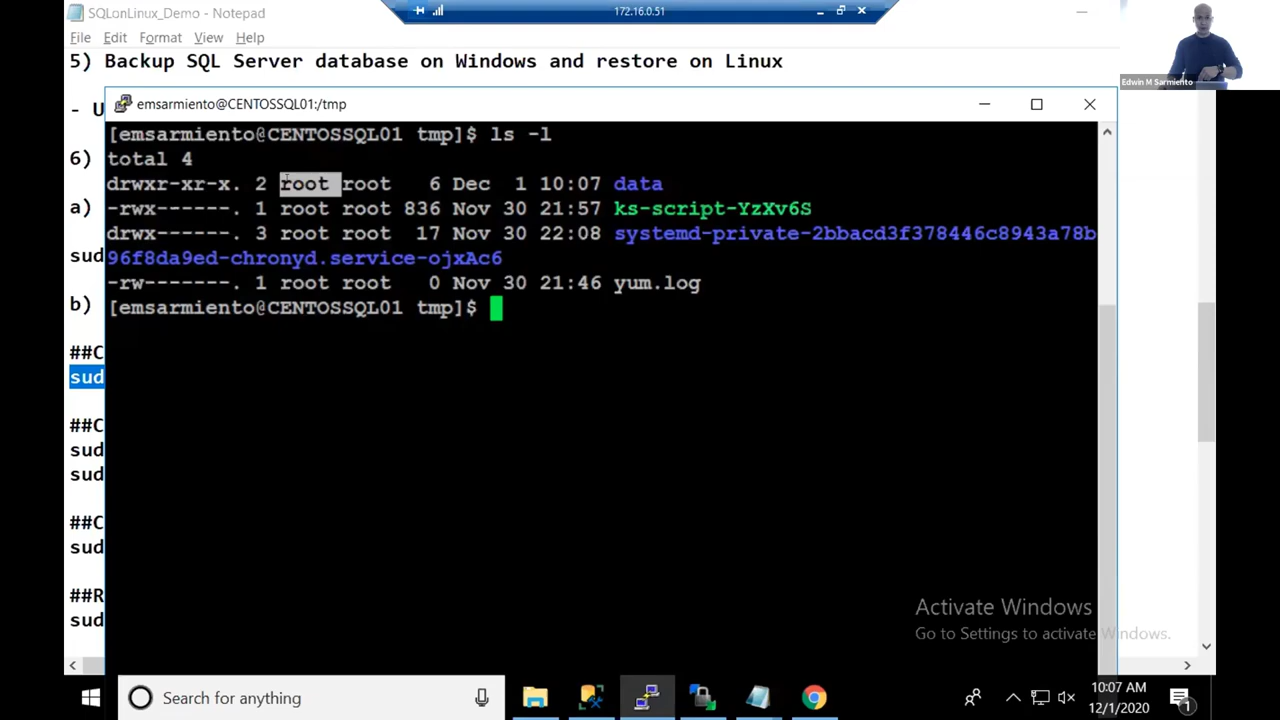 SQLonLinux_Demo - Notepad
172.16.0.51
File Edit Format View Help
Edwin M Sarmiento
5) Backup SQL Server database on Windows and restore on Linux
- U
emsarmiento@CENTOSSQL01:/tmp
[emsarmiento@CENTOSSQL01 tmp]$ ls -l
total 4
drwxr-xr-x. 2 root root 6 Dec 1 10:07 data
-rwx------. 1 root root 836 Nov 30 21:57 ks-script-YzXv6S
drwx------. 3 root root 17 Nov 30 22:08 systemd-private-2bbacd3f378446c8943a78b
96f8da9ed-chronyd.service-ojxAc6
-rw-------. 1 root root 0 Nov 30 21:46 yum.log
[emsarmiento@CENTOSSQL01 tmp]$
6)
a)
sud
b)
##C
sud
##C
sud
sud
##C
sud
##R
sud
Activate Windows
Go to Settings to activate Windows.
Search for anything
10:07 AM
12/1/2020
1